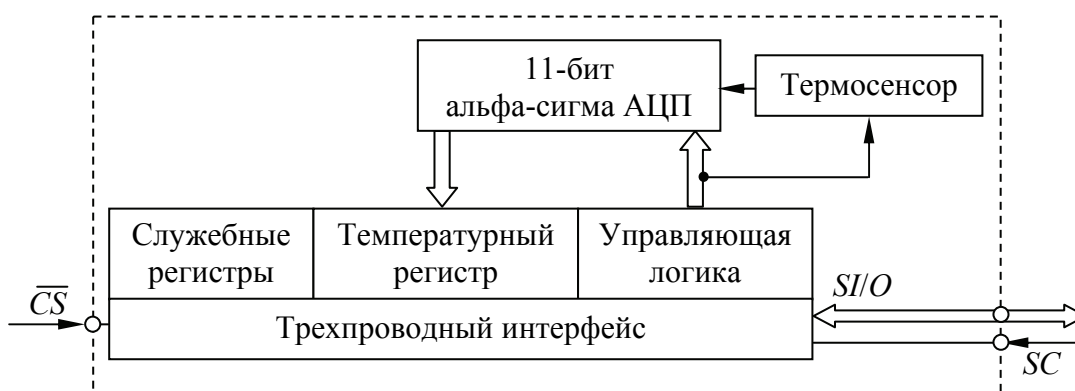 11-бит
альфа-сигма АЦП
Термосенсор
Служебные
регистры
Температурный
регистр
Управляющая
логика
CS
SI/O
Трехпроводный интерфейс
SC